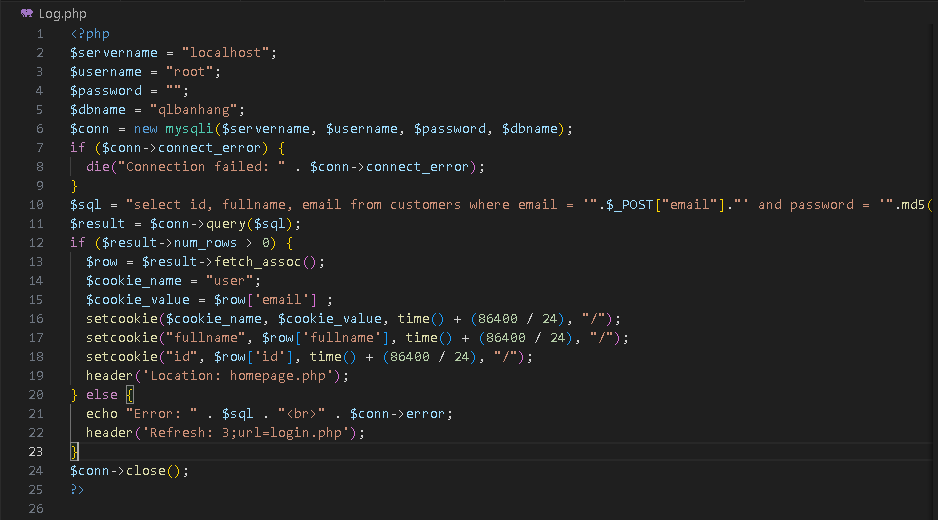 Log.php
1 <?php
2 $servername = "localhost";
3 $username = "root";
4 $password = "";
5 $dbname = "qlbanhang";
6 $conn = new mysqli($servername, $username, $password, $dbname);
7 if ($conn->connect_error) {
8 die("Connection failed: " . $conn->connect_error);
9 }
10 $sql = "select id, fullname, email from customers where email = '".$_POST["email"]."' and password = '".md5(
11 $result = $conn->query($sql);
12 if ($result->num_rows > 0) {
13 $row = $result->fetch_assoc();
14 $cookie_name = "user";
15 $cookie_value = $row['email'] ;
16 setcookie($cookie_name, $cookie_value, time() + (86400 / 24), "/");
17 setcookie("fullname", $row['fullname'], time() + (86400 / 24), "/");
18 setcookie("id", $row['id'], time() + (86400 / 24), "/");
19 header('Location: homepage.php');
20 } else {
21 echo "Error: " . $sql . "<br>" . $conn->error;
22 header('Refresh: 3;url=login.php');
23 }
24 $conn->close();
25 ?>
26